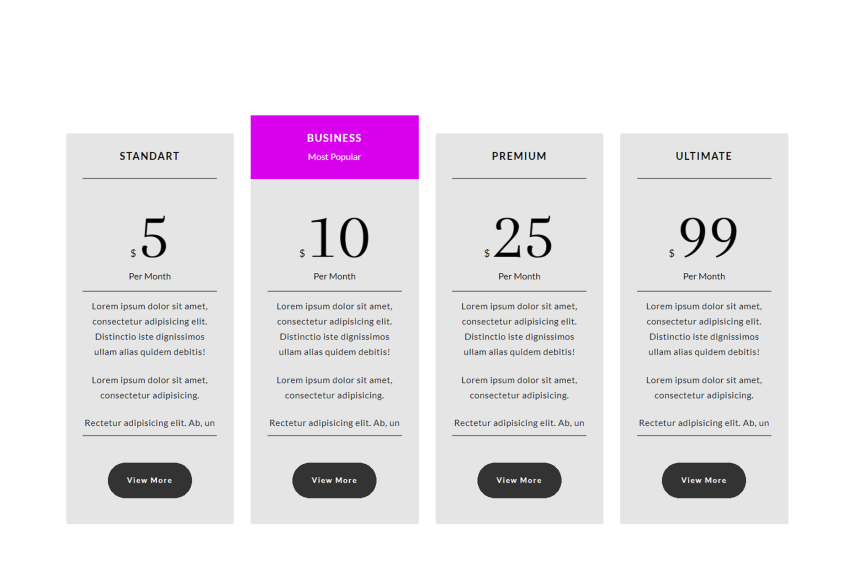 STANDART
$ 5
Per Month
Lorem ipsum dolor sit amet,
consectetur adipisicing elit.
Distinctio iste dignissimos
ullam alias quidem debitis!
Lorem ipsum dolor sit amet,
consectetur adipisicing.
Rectetur adipisicing elit. Ab, un
View More
BUSINESS
Most Popular
$ 10
Per Month
Lorem ipsum dolor sit amet,
consectetur adipisicing elit.
Distinctio iste dignissimos
ullam alias quidem debitis!
Lorem ipsum dolor sit amet,
consectetur adipisicing.
Rectetur adipisicing elit. Ab, un
View More
PREMIUM
$ 25
Per Month
Lorem ipsum dolor sit amet,
consectetur adipisicing elit.
Distinctio iste dignissimos
ullam alias quidem debitis!
Lorem ipsum dolor sit amet,
consectetur adipisicing.
Rectetur adipisicing elit. Ab, un
View More
ULTIMATE
$ 99
Per Month
Lorem ipsum dolor sit amet,
consectetur adipisicing elit.
Distinctio iste dignissimos
ullam alias quidem debitis!
Lorem ipsum dolor sit amet,
consectetur adipisicing.
Rectetur adipisicing elit. Ab, un
View More